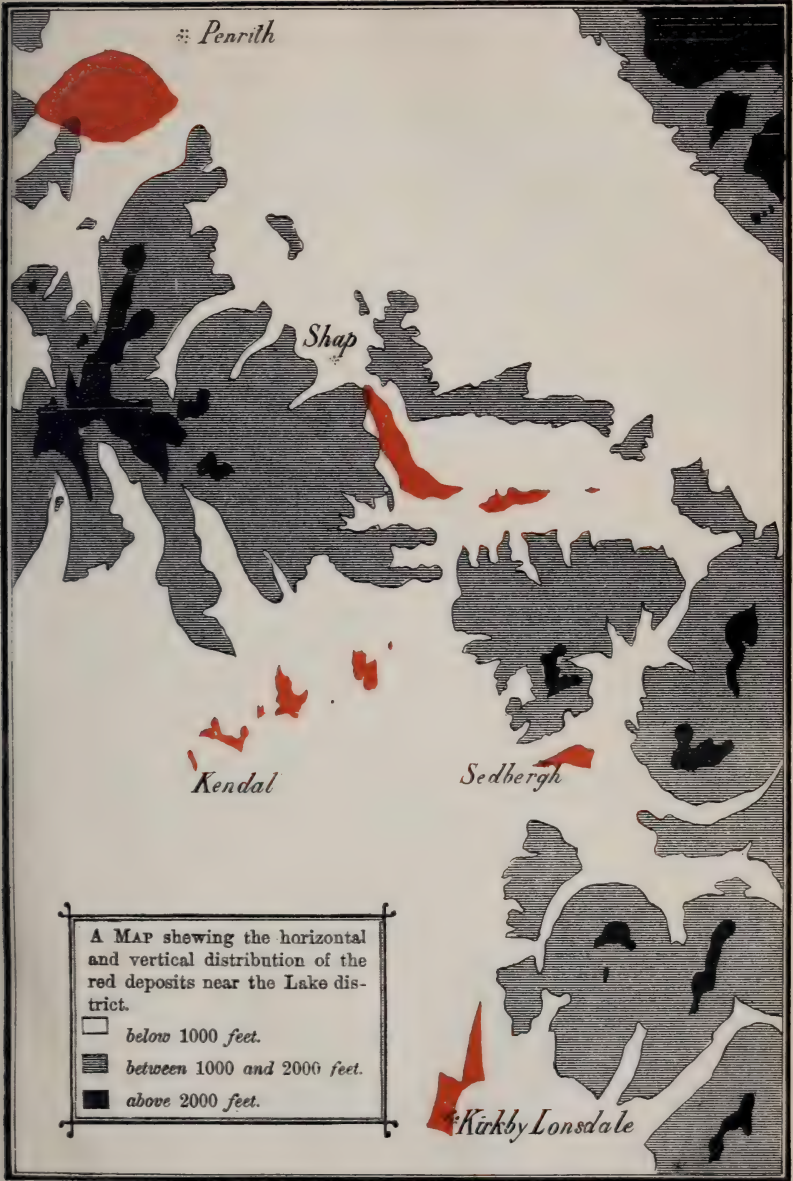 Penrith
Shap
Kendal
Sedbergh
A MAP shewing the horizontal
and vertical distribution of the
red deposits near the Lake dis-
trict.
below 1000 feet.
between 1000 and 2000 feet.
above 2000 feet.
Kirkby Lonsdale